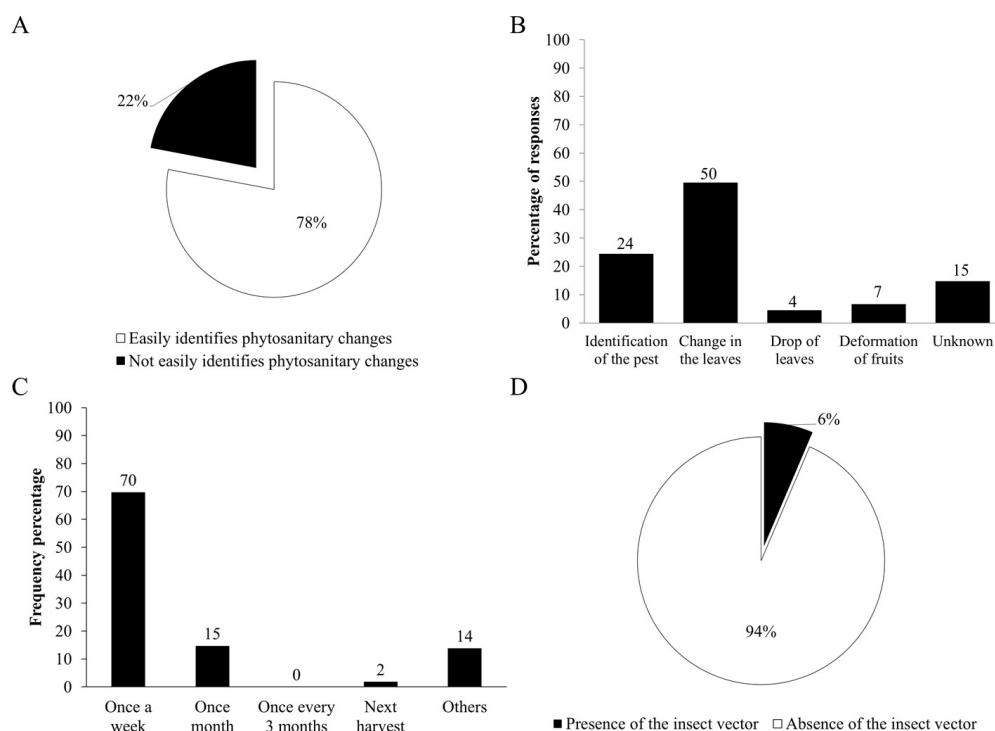 A
22%
78%
Easily identifies phytosanitary changes
Not easily identifies phytosanitary changes
B
Percentage of responses
100
90
80
70
60
50
40
30
20
10
0
24
50
4
7
15
Identification
of the pest
Change in
the leaves
Drop of
leaves
Deformation
of fruits
Unknown
C
Frequency percentage
100
90
80
70
60
50
40
30
20
10
0
70
15
0
2
14
Once a
week
Once
month
Once every
3 months
Next
harvest
Others
D
6%
94%
Presence of the insect vector
Absence of the insect vector